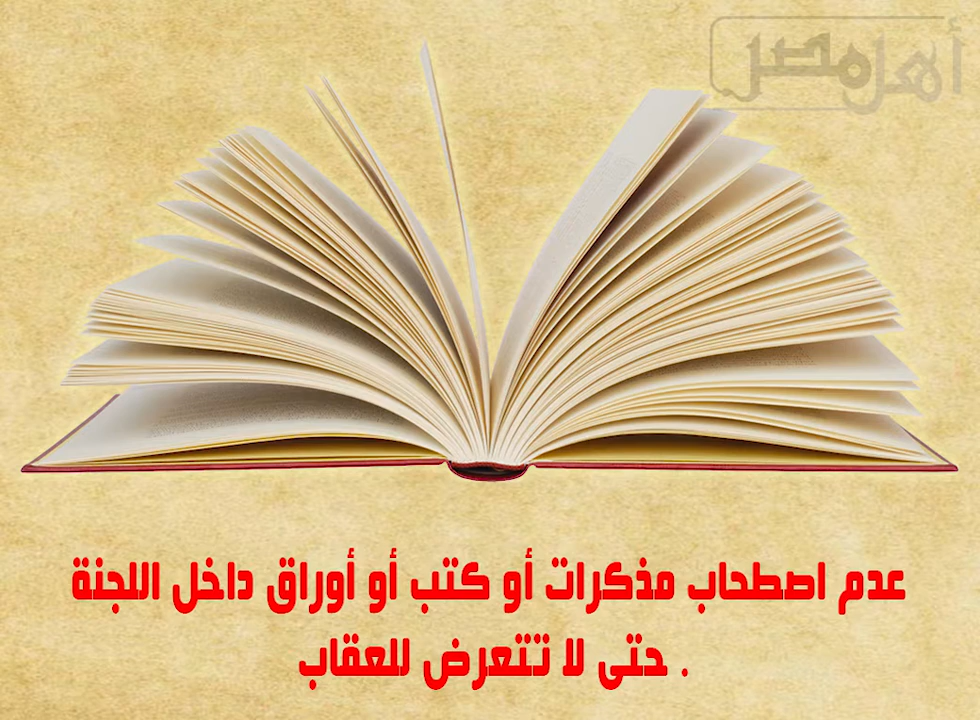 أهل مصر
عدم اصطحاب مذكرات أو كتب أو أوراق داخل اللجنة
. حتى لا تتعرض للعقاب